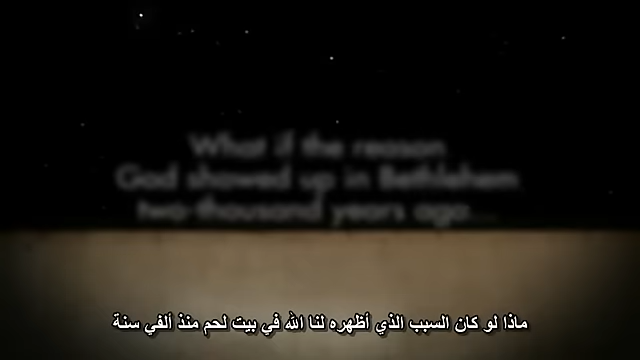 What if the reason
God showed up in Bethlehem
two-thousand years ago...
ماذا لو كان السبب الذي أظهره لنا الله في بيت لحم منذ ألفي سنة